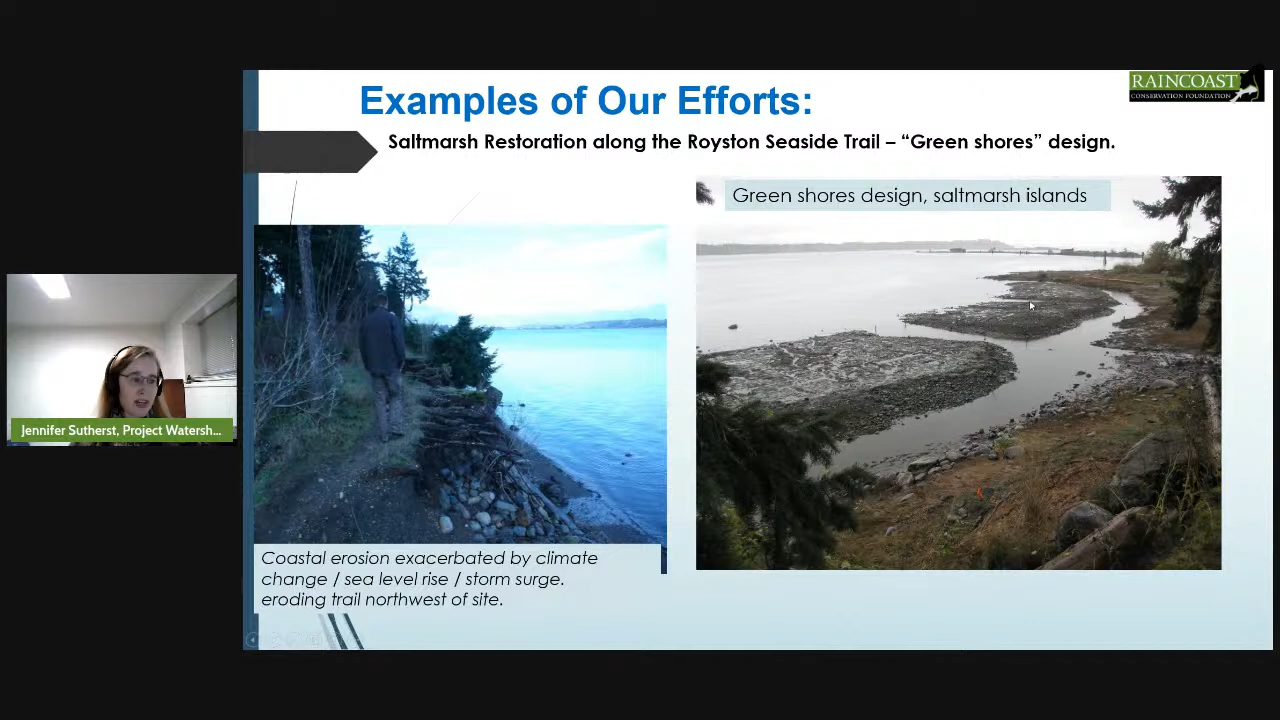 Examples of Our Efforts:
RAINCOAST
CONSERVATION FOUNDATION
Saltmarsh Restoration along the Royston Seaside Trail – “Green shores” design.
Green shores design, saltmarsh islands
Jennifer Sutherst, Project Watersh...
Coastal erosion exacerbated by climate
change / sea level rise / storm surge.
eroding trail northwest of site.